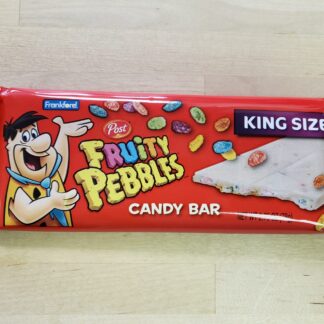 Frankford
Post
FRUITY
PEBBLES
KING SIZE
CANDY BAR